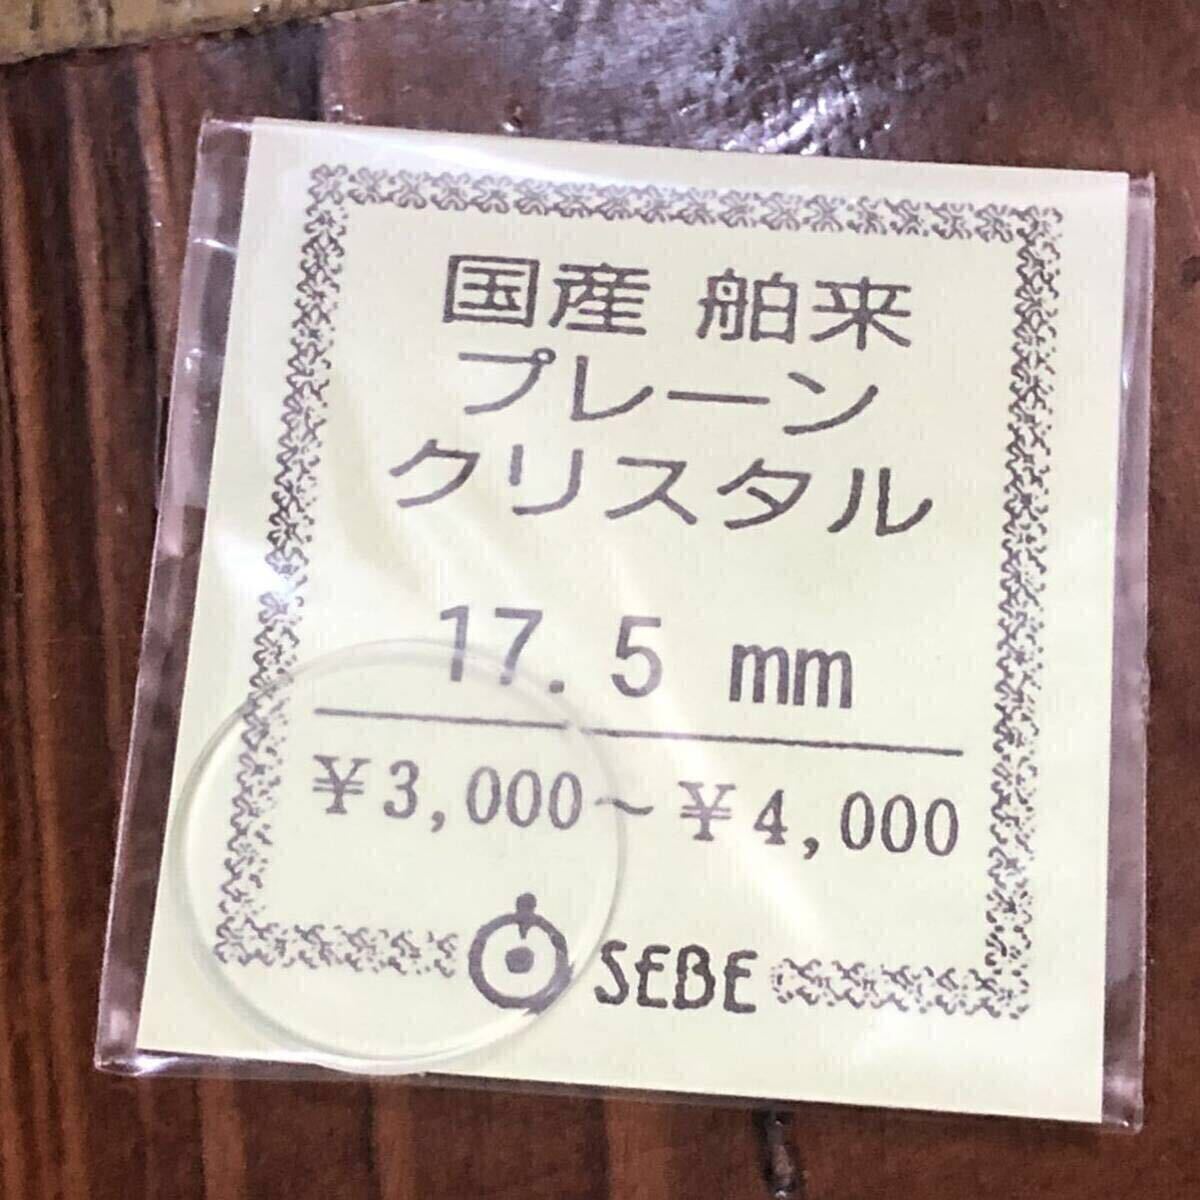 国産 舶来
プレーン
クリスタル
17.5 mm
¥3,000~¥4,000
SEBE